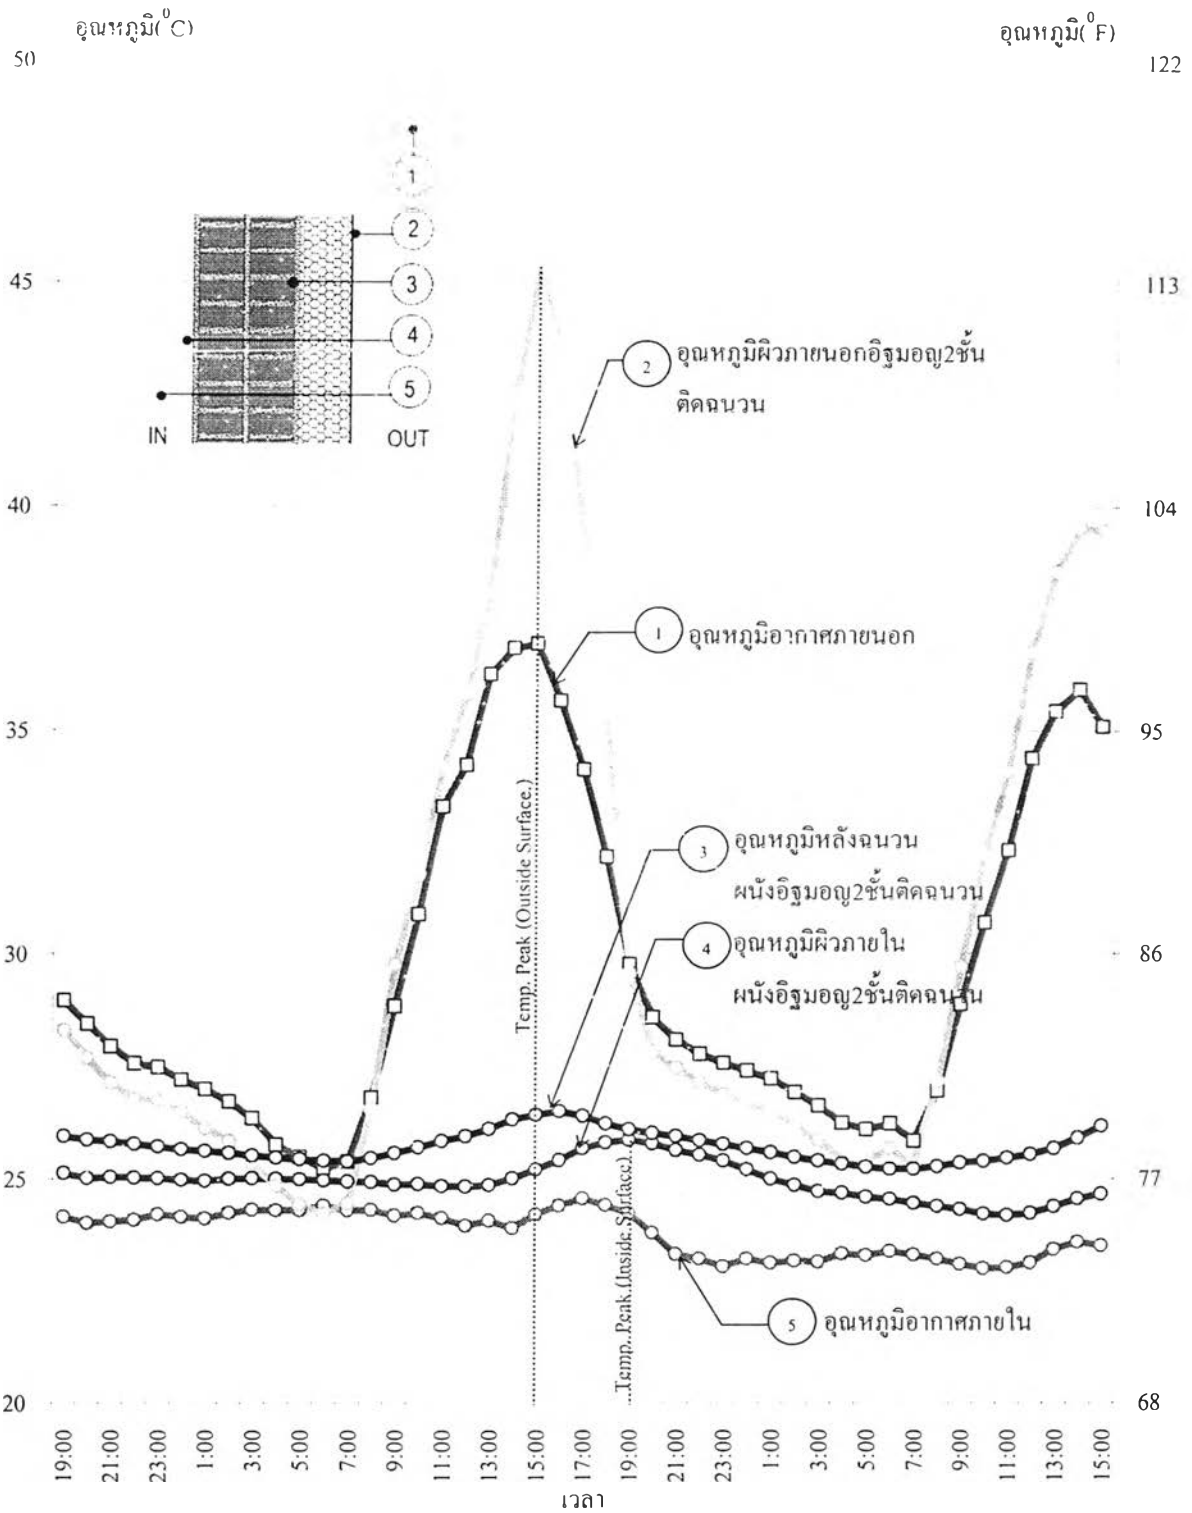 อุณหภูมิ(⁰C)
อุณหภูมิ(⁰F)
50
122
1
2
3
4
5
IN
OUT
45
113
2 อุณหภูมิผิวภายนอกอิฐมอญ2ชั้น
ติดฉนวน
40
104
1 อุณหภูมิอากาศภายนอก
35
95
3 อุณหภูมิหลังฉนวน
ผนังอิฐมอญ2ชั้นติดฉนวน
4 อุณหภูมิผิวภายใน
ผนังอิฐมอญ2ชั้นติดฉนวน
30
86
Temp. Peak (Outside Surface.)
25
77
Temp. Peak.(Inside Surface.)
5 อุณหภูมิอากาศภายใน
20
68
19:00
21:00
23:00
1:00
3:00
5:00
7:00
9:00
11:00
13:00
15:00
17:00
19:00
21:00
23:00
1:00
3:00
5:00
7:00
9:00
11:00
13:00
15:00
เวลา